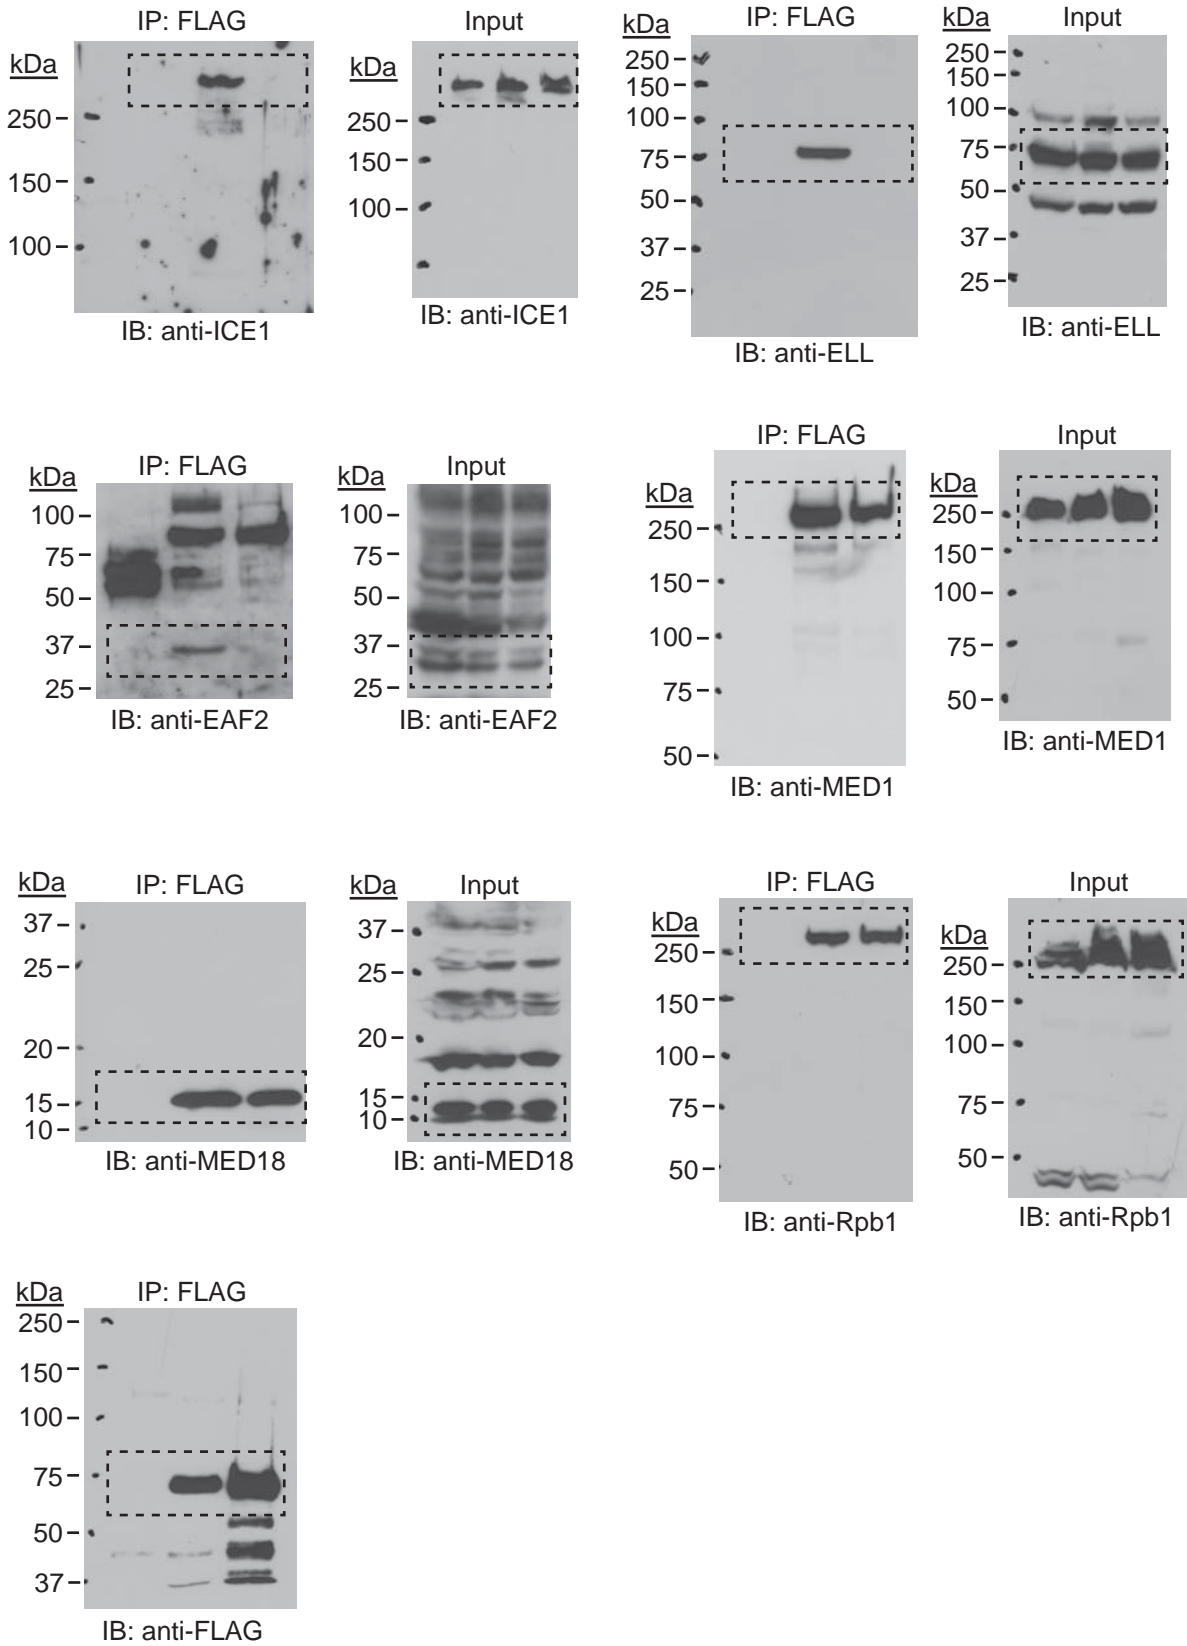 IP: FLAG
kDa
250
150
100
IB: anti-ICE1
Input
kDa
250
150
100
IB: anti-ICE1
IP: FLAG
kDa
250
150
100
75
50
37
25
IB: anti-ELL
Input
kDa
250
150
100
75
50
37
25
IB: anti-ELL
IP: FLAG
kDa
100
75
50
37
25
IB: anti-EAF2
Input
kDa
100
75
50
37
25
IB: anti-EAF2
IP: FLAG
kDa
250
150
100
75
50
IB: anti-MED1
Input
kDa
250
150
100
75
50
IB: anti-MED1
IP: FLAG
kDa
37
25
20
15
10
IB: anti-MED18
Input
kDa
37
25
20
15
10
IB: anti-MED18
IP: FLAG
kDa
250
150
100
75
50
IB: anti-Rpb1
Input
kDa
250
150
100
75
50
IB: anti-Rpb1
IP: FLAG
kDa
250
150
100
75
50
37
IB: anti-FLAG